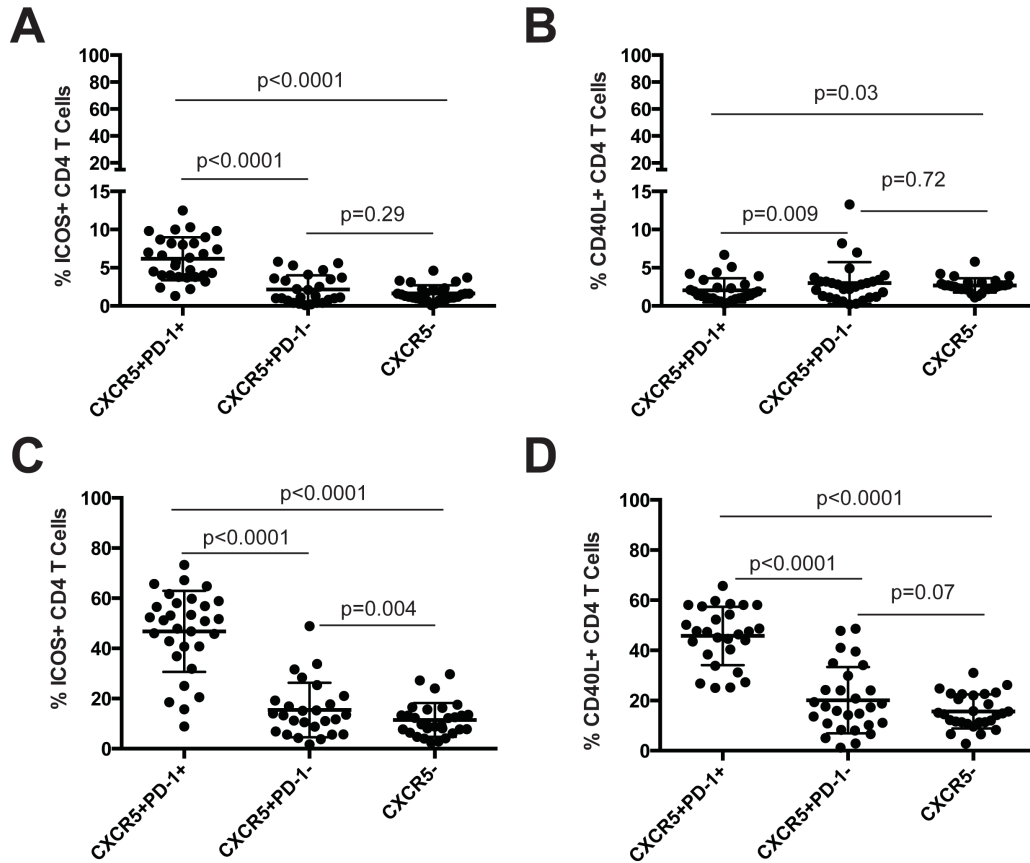 A
B
% ICOS+ CD4 T Cells
100
80
60
40
20
15
10
5
0
p<0.0001
p<0.0001
p=0.29
CXCR5+PD-1+
CXCR5+PD-1-
CXCR5-
% CD40L+ CD4 T Cells
100
80
60
40
20
15
10
5
0
p=0.03
p=0.72
p=0.009
CXCR5+PD-1+
CXCR5+PD-1-
CXCR5-
C
D
% ICOS+ CD4 T Cells
100
80
60
40
20
0
p<0.0001
p<0.0001
p=0.004
CXCR5+PD-1+
CXCR5+PD-1-
CXCR5-
% CD40L+ CD4 T Cells
100
80
60
40
20
0
p<0.0001
p<0.0001
p=0.07
CXCR5+PD-1+
CXCR5+PD-1-
CXCR5-